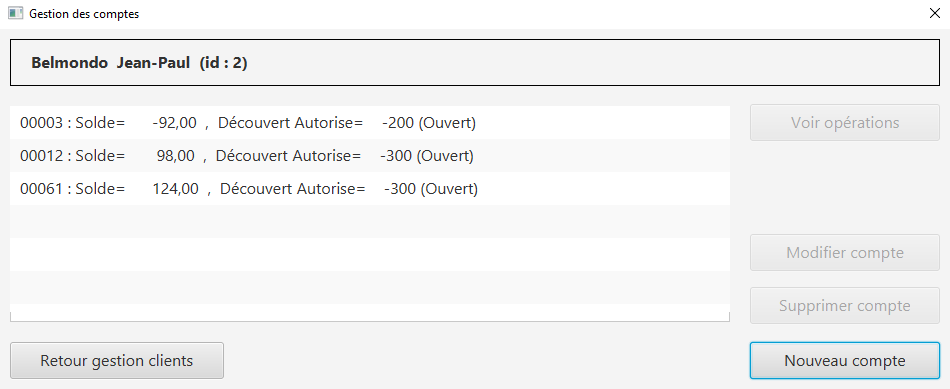 Gestion des comptes
Belmondo Jean-Paul (id : 2)
00003 : Solde= -92,00 , Découvert Autorise= -200 (Ouvert)
Voir opérations
00012 : Solde= 98,00 , Découvert Autorise= -300 (Ouvert)
00061 : Solde= 124,00 , Découvert Autorise= -300 (Ouvert)
Modifier compte
Supprimer compte
Retour gestion clients
Nouveau compte